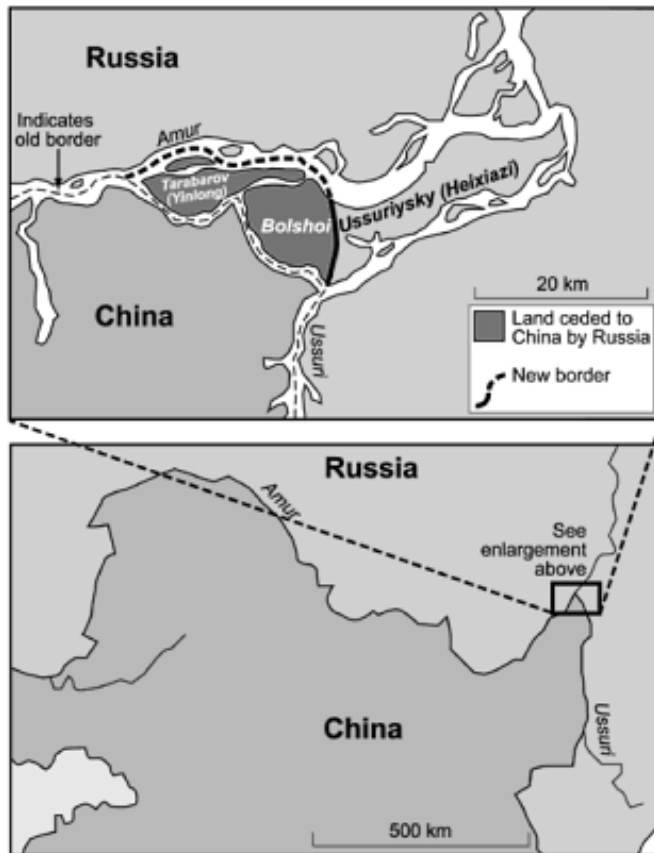 Russia
Indicates
old border
Amur
Tarabarov
(Yinlong)
Bolshoi
Ussuriysky (Heixiazi)
China
Ussuri
20 km
Land ceded to
China by Russia
New border
Russia
Amur
See
enlargement
above
China
Ussuri
500 km